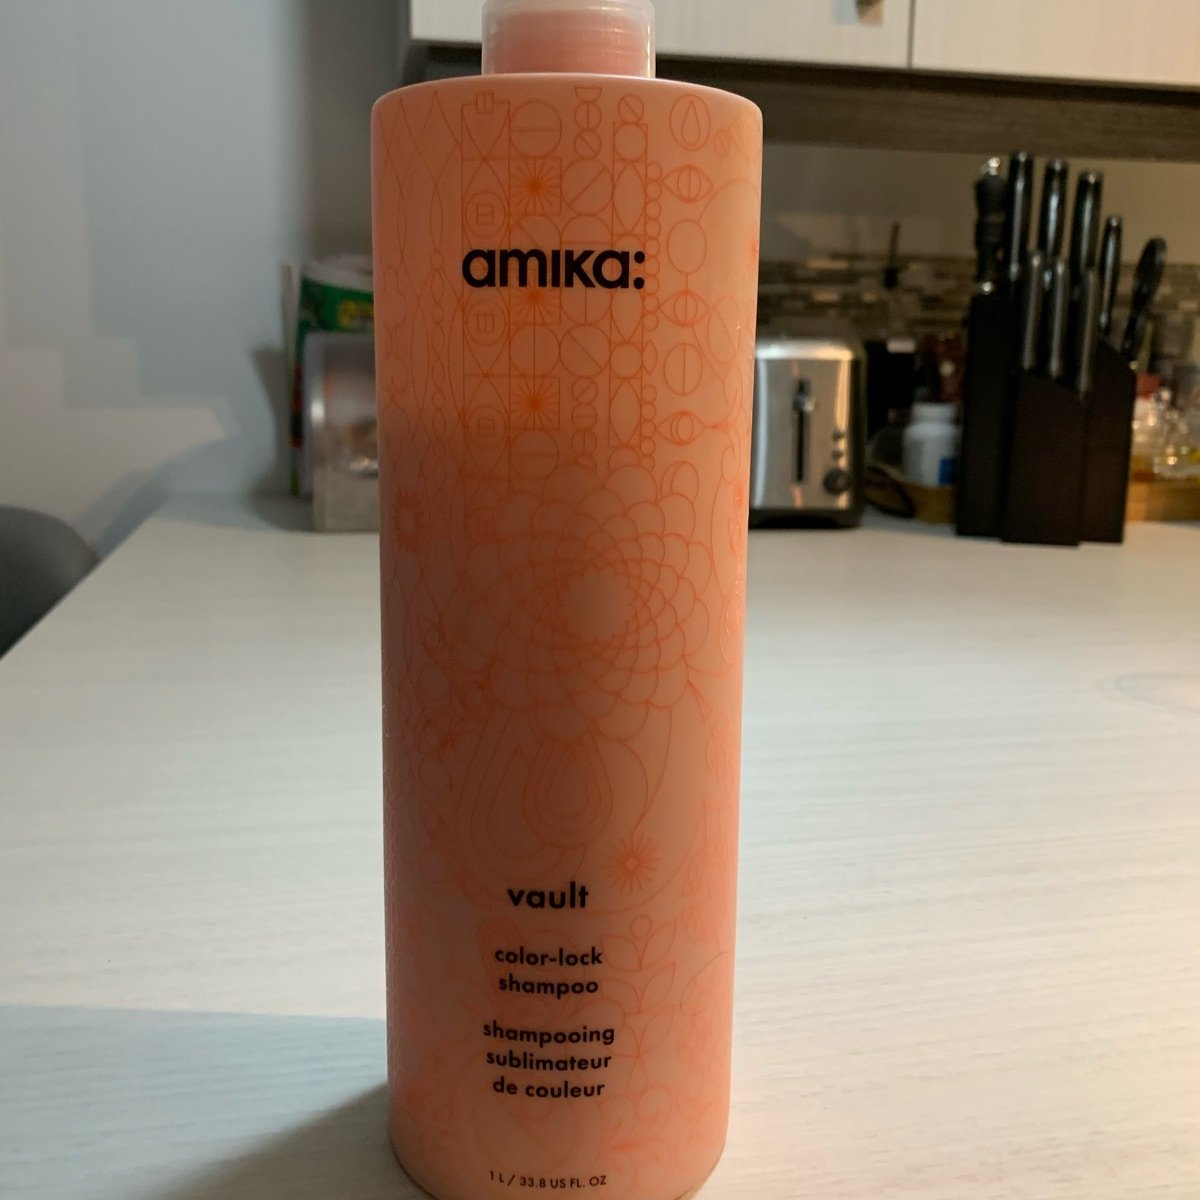 amika:
vault
color-lock
shampoo
shampooing
sublimateur
de couleur
1 L / 33.8 US FL. OZ